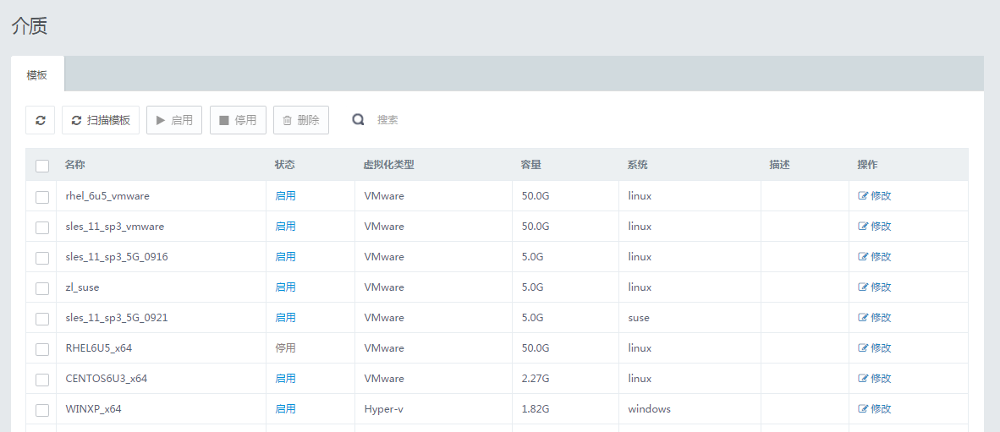 介质
模板
扫描模板 启用 停用 删除 搜索
名称 状态 虚拟化类型 容量 系统 描述 操作
rhel_6u5_vmware 启用 VMware 50.0G linux 修改
sles_11_sp3_vmware 启用 VMware 50.0G linux 修改
sles_11_sp3_5G_0916 启用 VMware 5.0G linux 修改
zl_suse 启用 VMware 5.0G linux 修改
sles_11_sp3_5G_0921 启用 VMware 5.0G suse 修改
RHEL6U5_x64 停用 VMware 50.0G linux 修改
CENTOS6U3_x64 启用 VMware 2.27G linux 修改
WINXP_x64 启用 Hyper-v 1.82G windows 修改